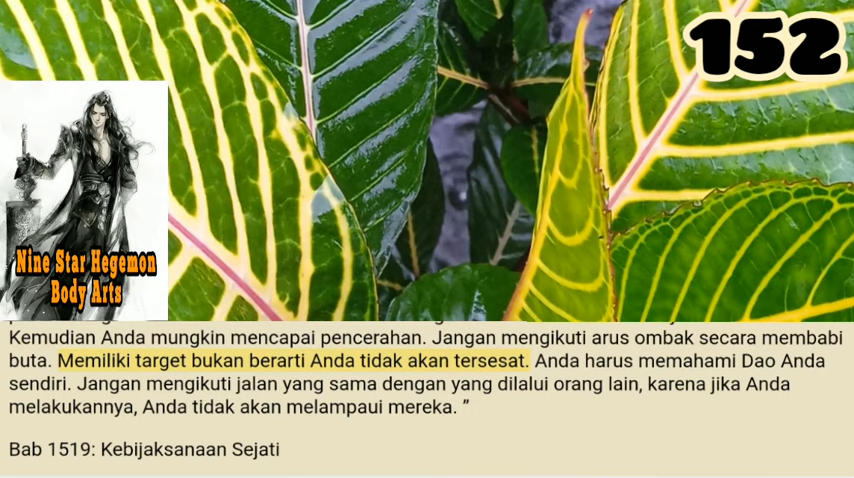 152
Nine Star Hegemon
Body Arts
Kemudian Anda mungkin mencapai pencerahan. Jangan mengikuti arus ombak secara membabi
buta. Memiliki target bukan berarti Anda tidak akan tersesat. Anda harus memahami Dao Anda
sendiri. Jangan mengikuti jalan yang sama dengan yang dilalui orang lain, karena jika Anda
melakukannya, Anda tidak akan melampaui mereka. ”
Bab 1519: Kebijaksanaan Sejati